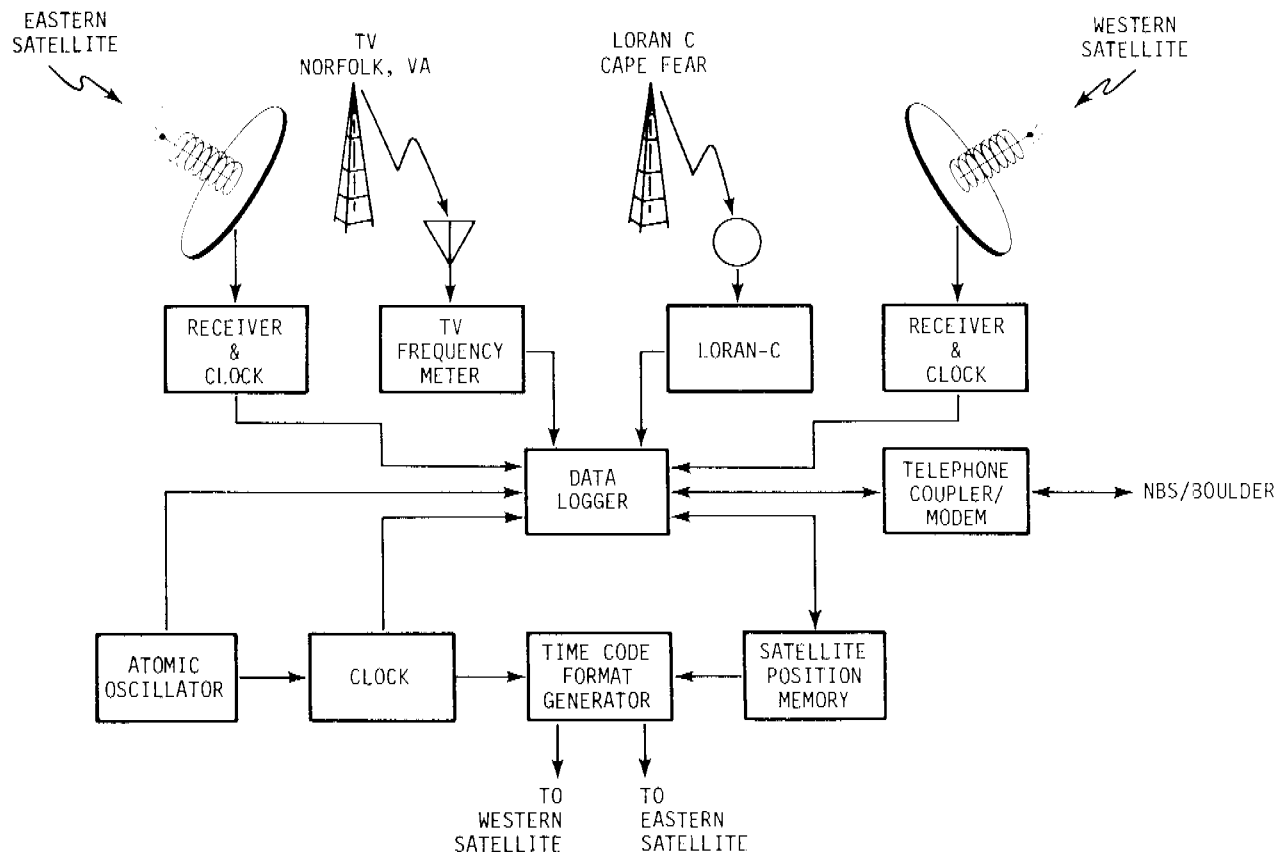 EASTERN
SATELLITE
TV
NORFOLK, VA
LORAN C
CAPE FEAR
WESTERN
SATELLITE
RECEIVER
&
CLOCK
TV
FREQUENCY
METER
LORAN-C
RECEIVER
&
CLOCK
DATA
LOGGER
TELEPHONE
COUPLER/
MODEM
NBS/BOULDER
ATOMIC
OSCILLATOR
CLOCK
TIME CODE
FORMAT
GENERATOR
SATELLITE
POSITION
MEMORY
TO
WESTERN
SATELLITE
TO
EASTERN
SATELLITE